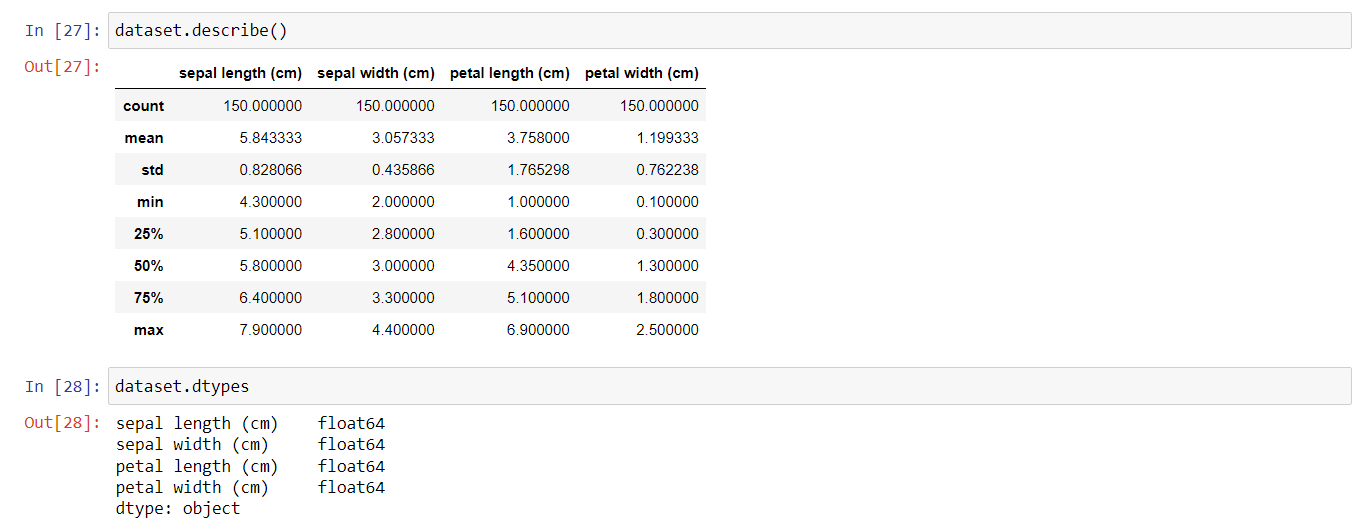 In [27]: dataset.describe()
Out[27]:
sepal length (cm) sepal width (cm) petal length (cm) petal width (cm)
count 150.000000 150.000000 150.000000 150.000000
mean 5.843333 3.057333 3.758000 1.199333
std 0.828066 0.435866 1.765298 0.762238
min 4.300000 2.000000 1.000000 0.100000
25% 5.100000 2.800000 1.600000 0.300000
50% 5.800000 3.000000 4.350000 1.300000
75% 6.400000 3.300000 5.100000 1.800000
max 7.900000 4.400000 6.900000 2.500000
In [28]: dataset.dtypes
Out[28]: sepal length (cm) float64
sepal width (cm) float64
petal length (cm) float64
petal width (cm) float64
dtype: object